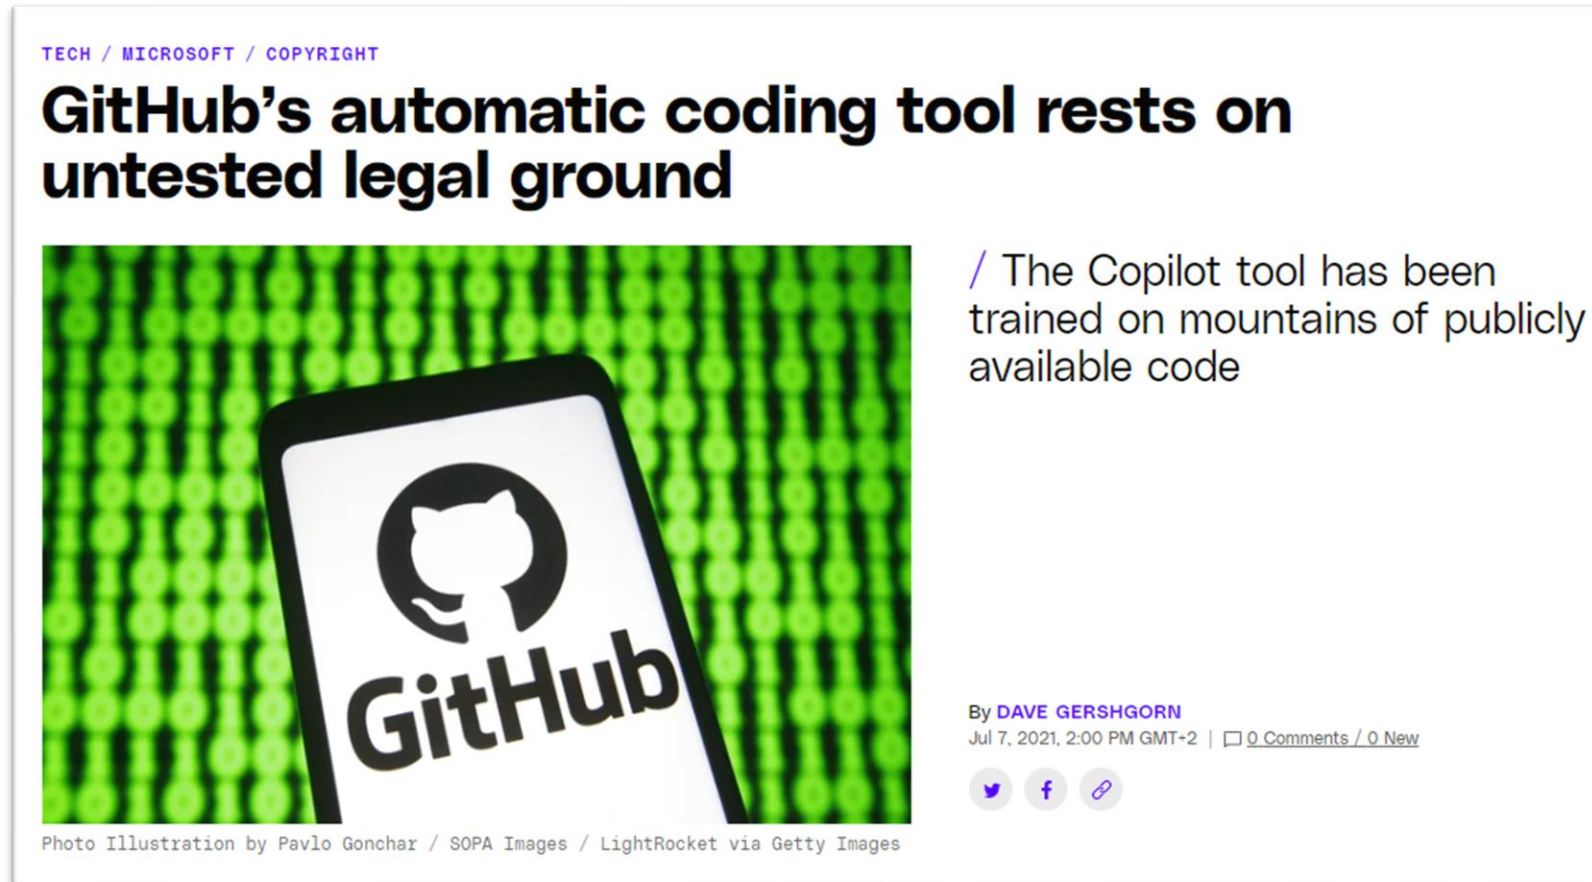 TECH / MICROSOFT / COPYRIGHT
GitHub’s automatic coding tool rests on
untested legal ground
/ The Copilot tool has been
trained on mountains of publicly
available code
GitHub
By DAVE GERSHGORN
Jul 7, 2021, 2:00 PM GMT+2 | 0 Comments / 0 New
Photo Illustration by Pavlo Gonchar / SOPA Images / LightRocket via Getty Images